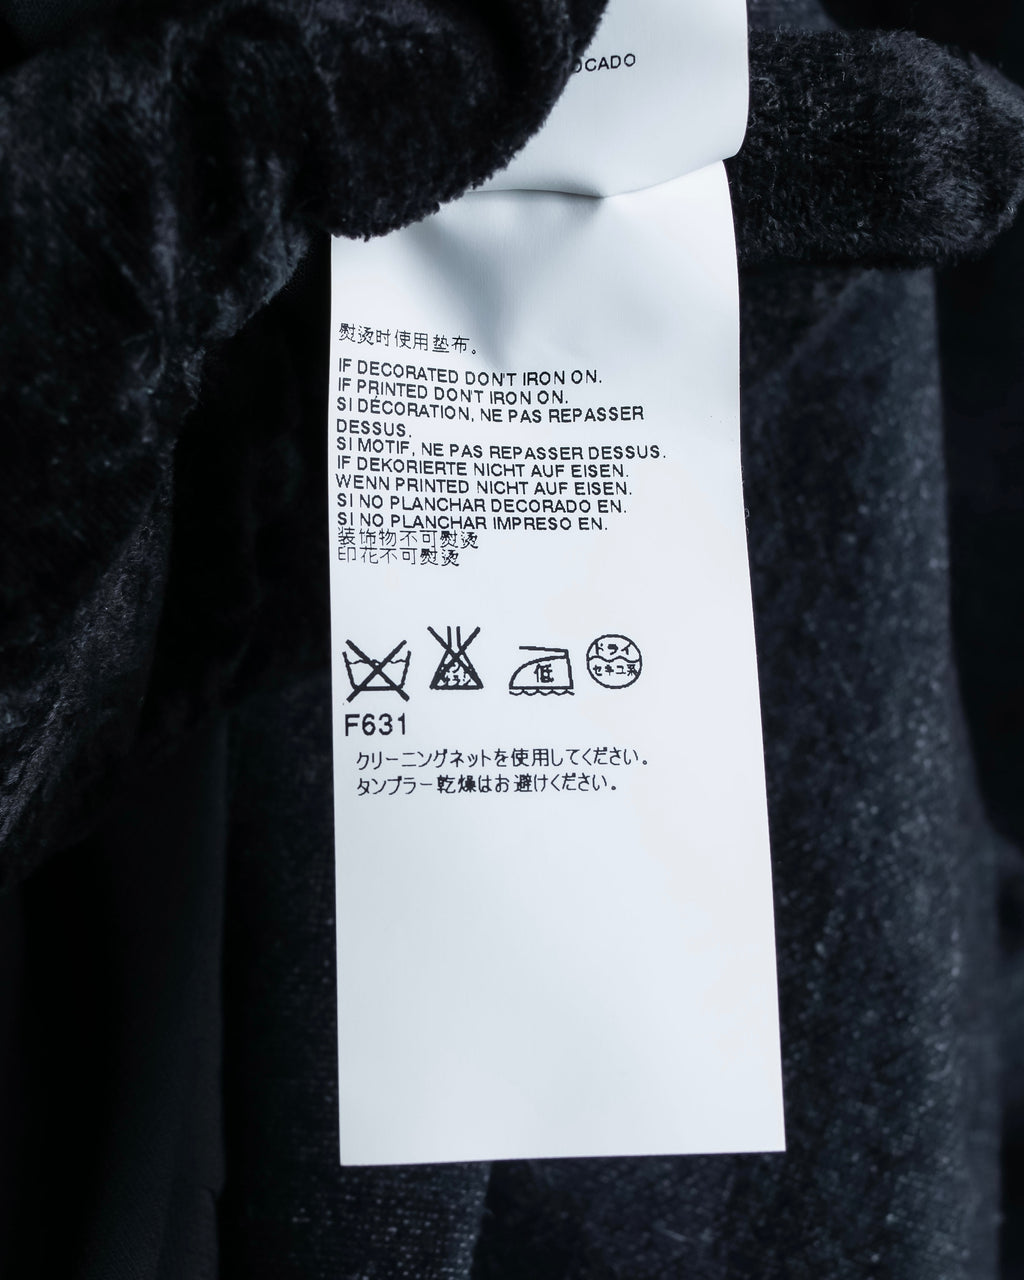 熨烫时使用垫布。
IF DECORATED DON'T IRON ON.
IF PRINTED DON'T IRON ON.
SI DÉCORATION, NE PAS REPASSER
DESSUS.
SI MOTIF, NE PAS REPASSER DESSUS.
IF DEKORIERTE NICHT AUF EISEN.
WENN PRINTED NICHT AUF EISEN.
SI NO PLANCHAR DECORADO EN.
SI NO PLANCHAR IMPRESO EN.
装饰物不可熨烫
印花不可熨烫
低
ドライ
セキユ系
F631
クリーニングネットを使用してください。
タンブラー乾燥はお避けください。